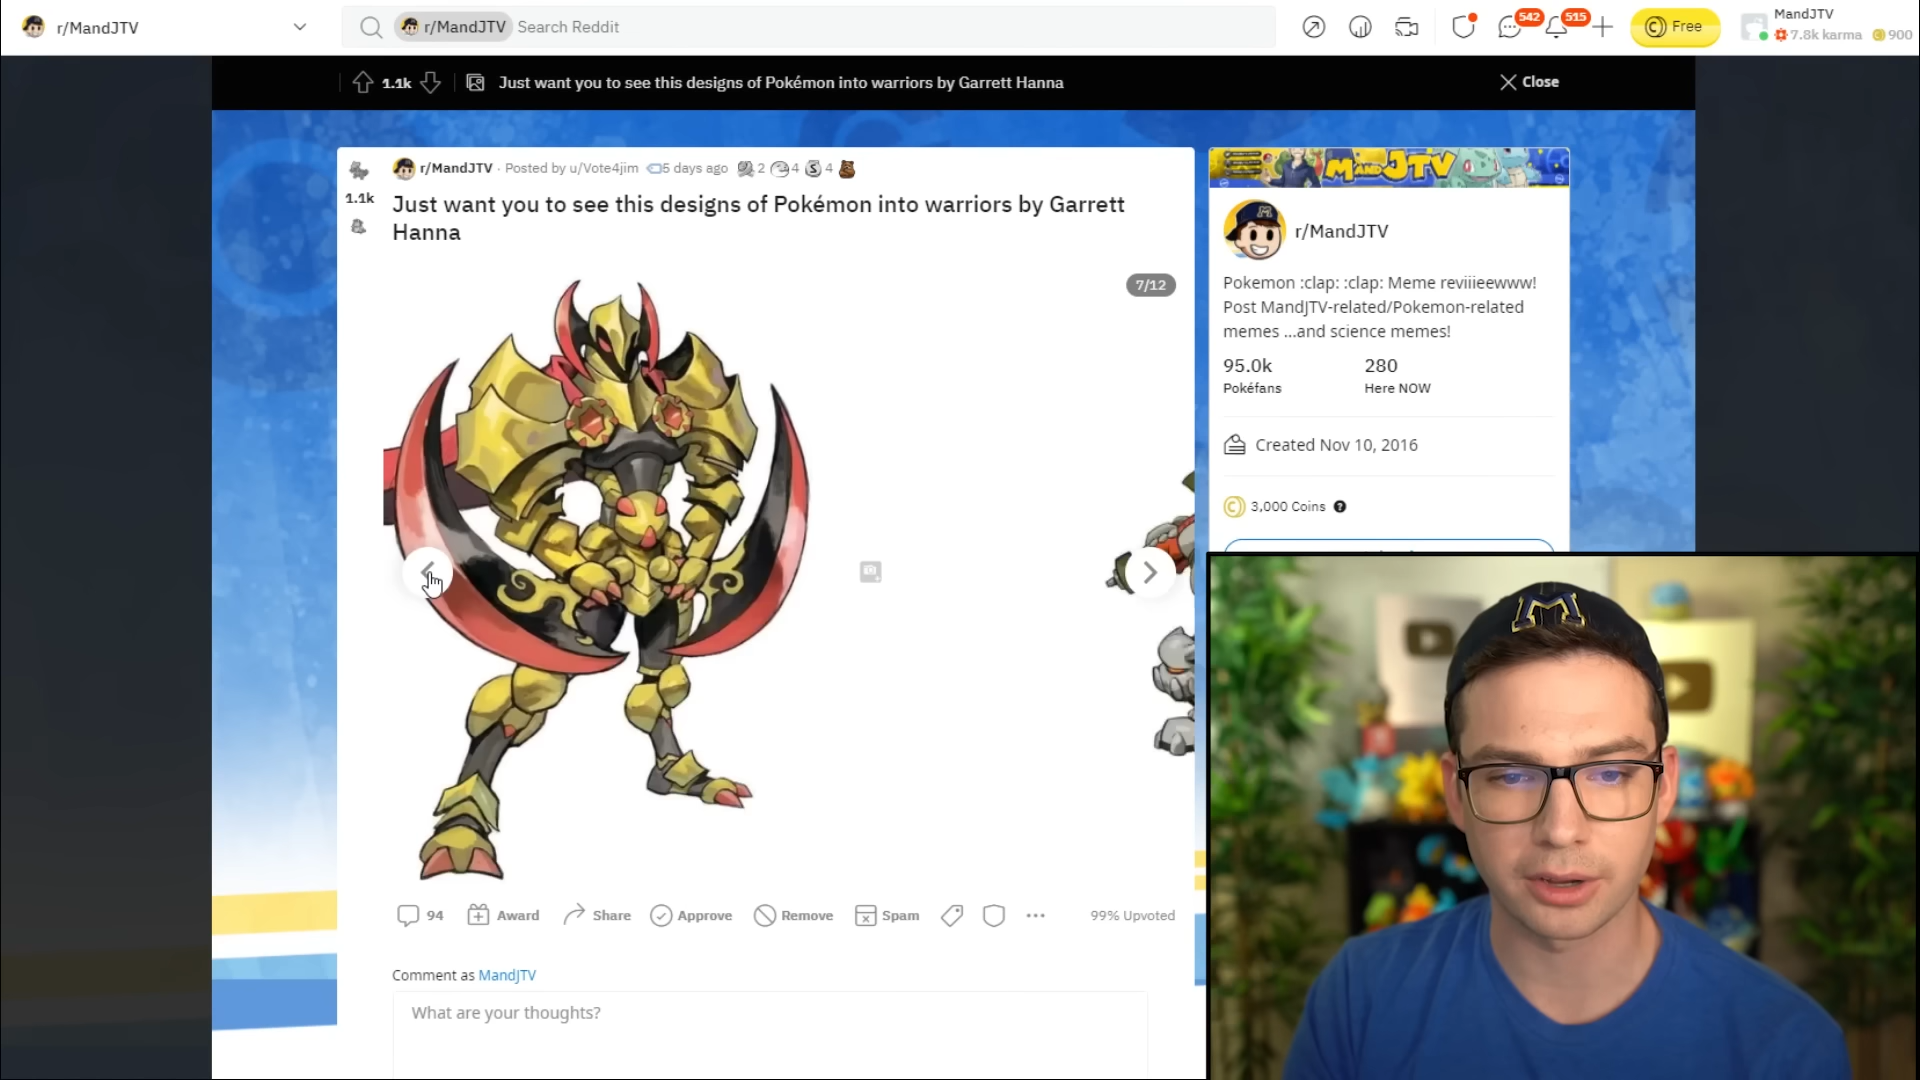 r/MandJTV
r/MandJTV Search Reddit
542
515
Free
MandJTV
7.8k karma 900
1.1k
Just want you to see this designs of Pokémon into warriors by Garrett Hanna
Close
r/MandJTV · Posted by u/Vote4jim 5 days ago 2 4 4
1.1k
Just want you to see this designs of Pokémon into warriors by Garrett
Hanna
7/12
94
Award
Share
Approve
Remove
Spam
99% Upvoted
Comment as MandJTV
What are your thoughts?
MANDJTV
r/MandJTV
Pokemon :clap: :clap: Meme reviiieewww!
Post MandJTV-related/Pokemon-related
memes ...and science memes!
95.0k 280
Pokéfans Here NOW
Created Nov 10, 2016
3,000 Coins
M